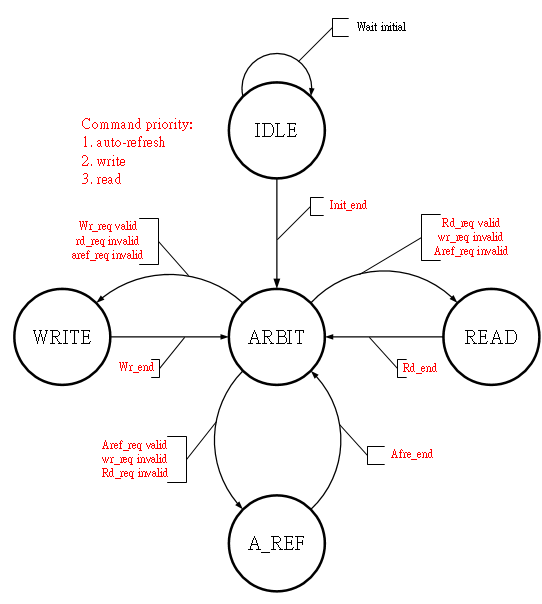 Wait initial
IDLE
Command priority:
1. auto-refresh
2. write
3. read
Init_end
Wr_req valid
rd_req invalid
aref_req invalid
Rd_req valid
wr_req invalid
Aref_req invalid
WRITE
ARBIT
READ
Wr_end
Rd_end
Aref_req valid
wr_req invalid
Rd_req invalid
Afre_end
A_REF